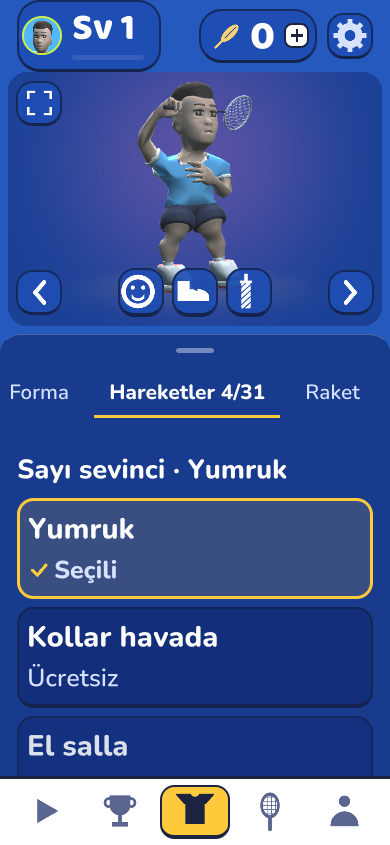 Sv 1
0
Forma
Hareketler 4/31
Raket
Sayı sevinci · Yumruk
Yumruk
Seçili
Kollar havada
Ücretsiz
El salla